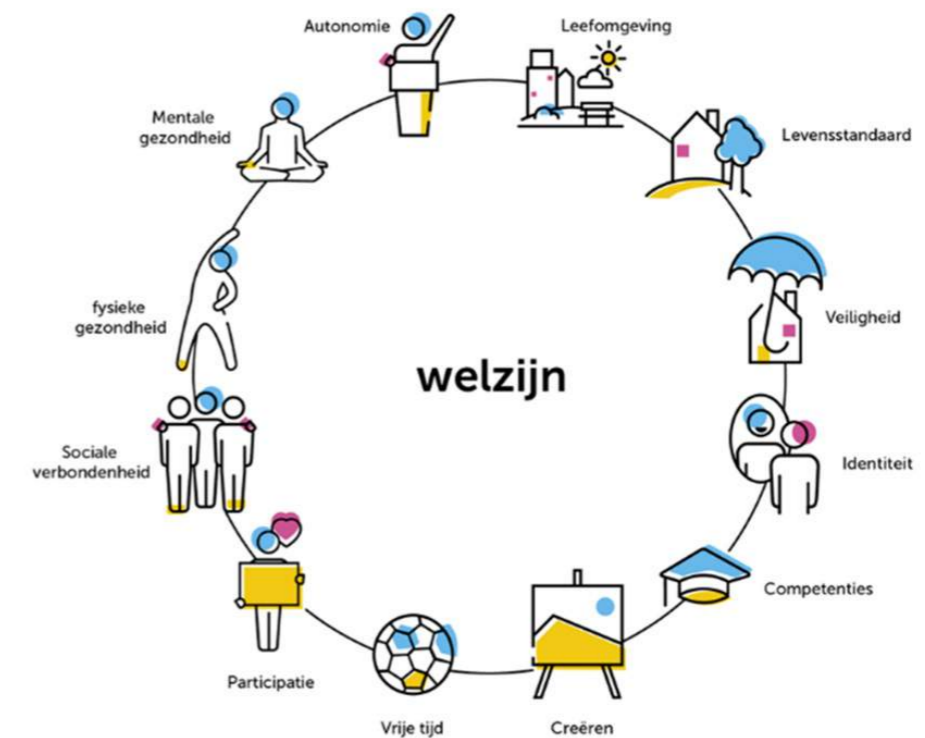 Autonomie
Leefomgeving
Mentale
gezondheid
Levensstandaard
fysieke
gezondheid
Veiligheid
welzijn
Sociale
verbondenheid
Identiteit
Competenties
Participatie
Vrije tijd
Creëren